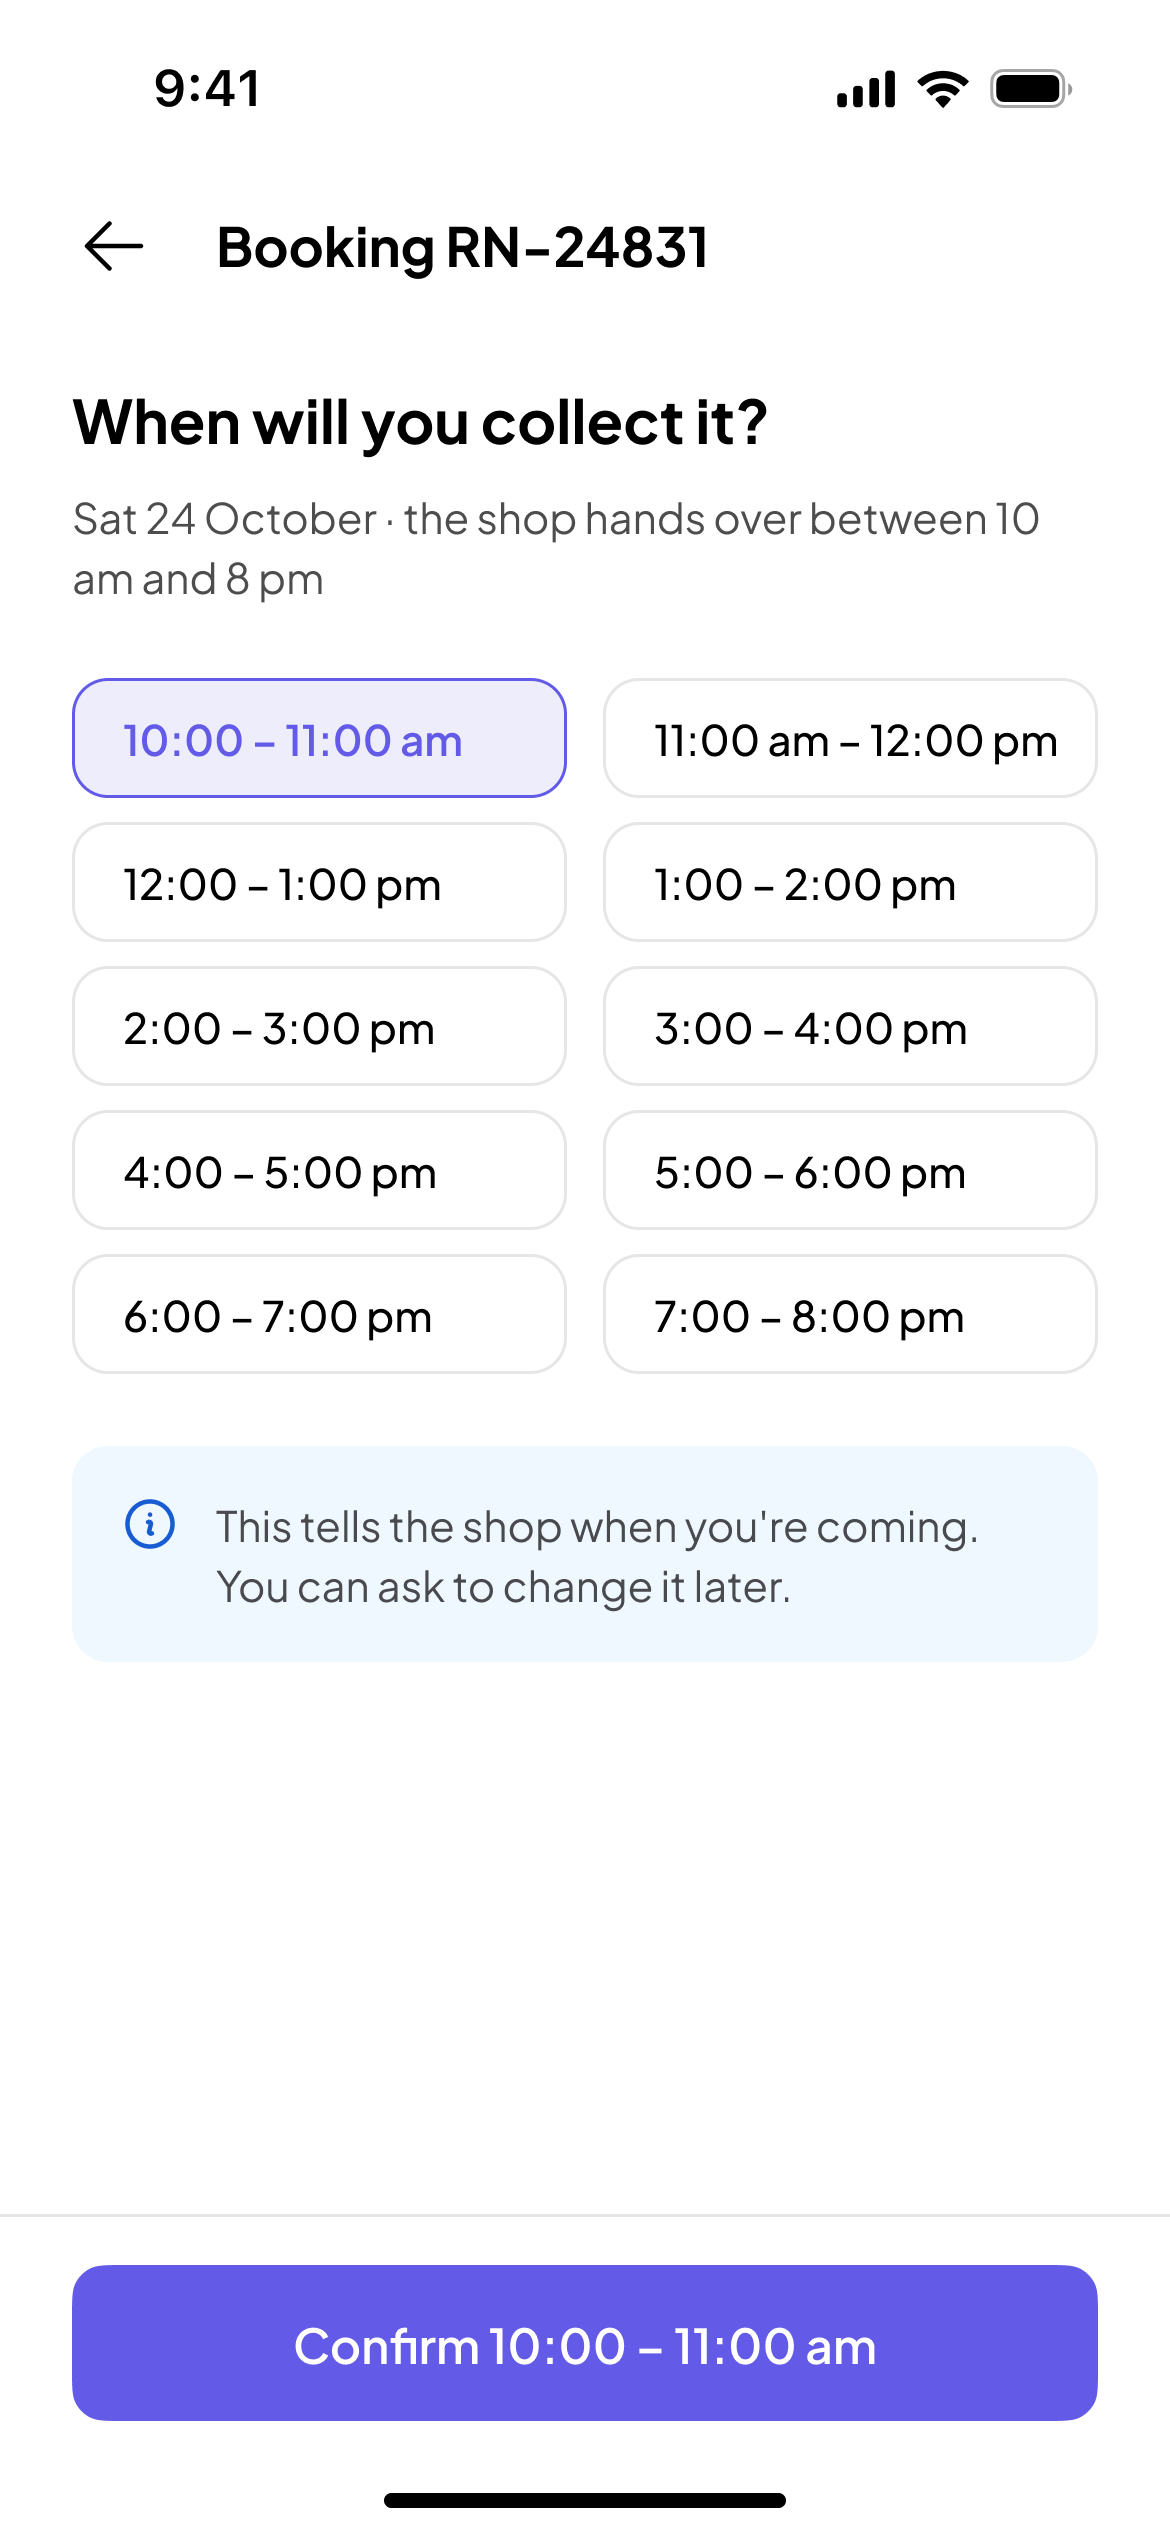 9:41
Booking RN-24831
When will you collect it?
Sat 24 October · the shop hands over between 10
am and 8 pm
10:00 – 11:00 am
11:00 am – 12:00 pm
12:00 – 1:00 pm
1:00 – 2:00 pm
2:00 – 3:00 pm
3:00 – 4:00 pm
4:00 – 5:00 pm
5:00 – 6:00 pm
6:00 – 7:00 pm
7:00 – 8:00 pm
This tells the shop when you're coming.
You can ask to change it later.
Confirm 10:00 – 11:00 am